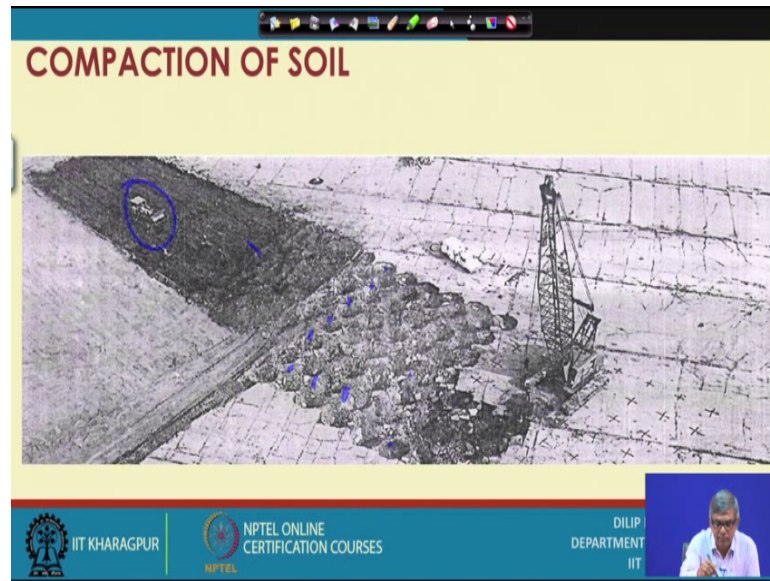 COMPACTION OF SOIL
IIT KHARAGPUR
NPTEL
NPTEL ONLINE
CERTIFICATION COURSES
DILIP
DEPARTMENT
IIT